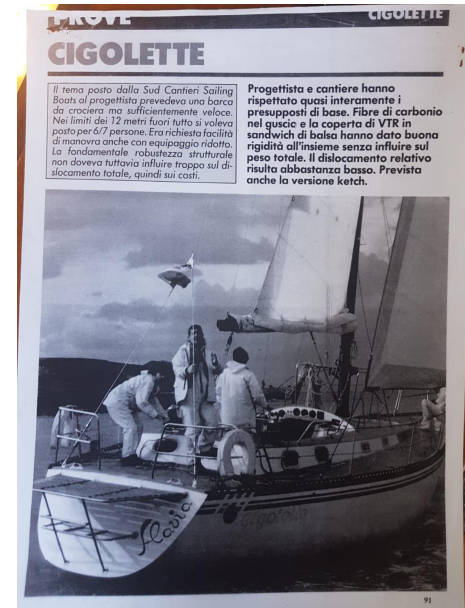 PROVE
CIGOLETTE
CIGOLETTE
Il tema posto dalla Sud Cantieri Sailing
Boats al progettista prevedeva una barca
da crociera ma sufficientemente veloce.
Nei limiti dei 12 metri fuori tutto si voleva
posto per 6/7 persone. Era richiesta facilità
di manovra anche con equipaggio ridotto.
La fondamentale robustezza strutturale
non doveva tuttavia influire troppo sul di-
slocamento totale, quindi sui costi.
Progettista e cantiere hanno
rispettato quasi interamente i
presupposti di base. Fibre di carbonio
nel guscio e la coperta di VTR in
sandwich di balsa hanno dato buona
rigidità all'insieme senza influire sul
peso totale. Il dislocamento relativo
risulta abbastanza basso. Prevista
anche la versione ketch.
Flavia
Cigolette
91